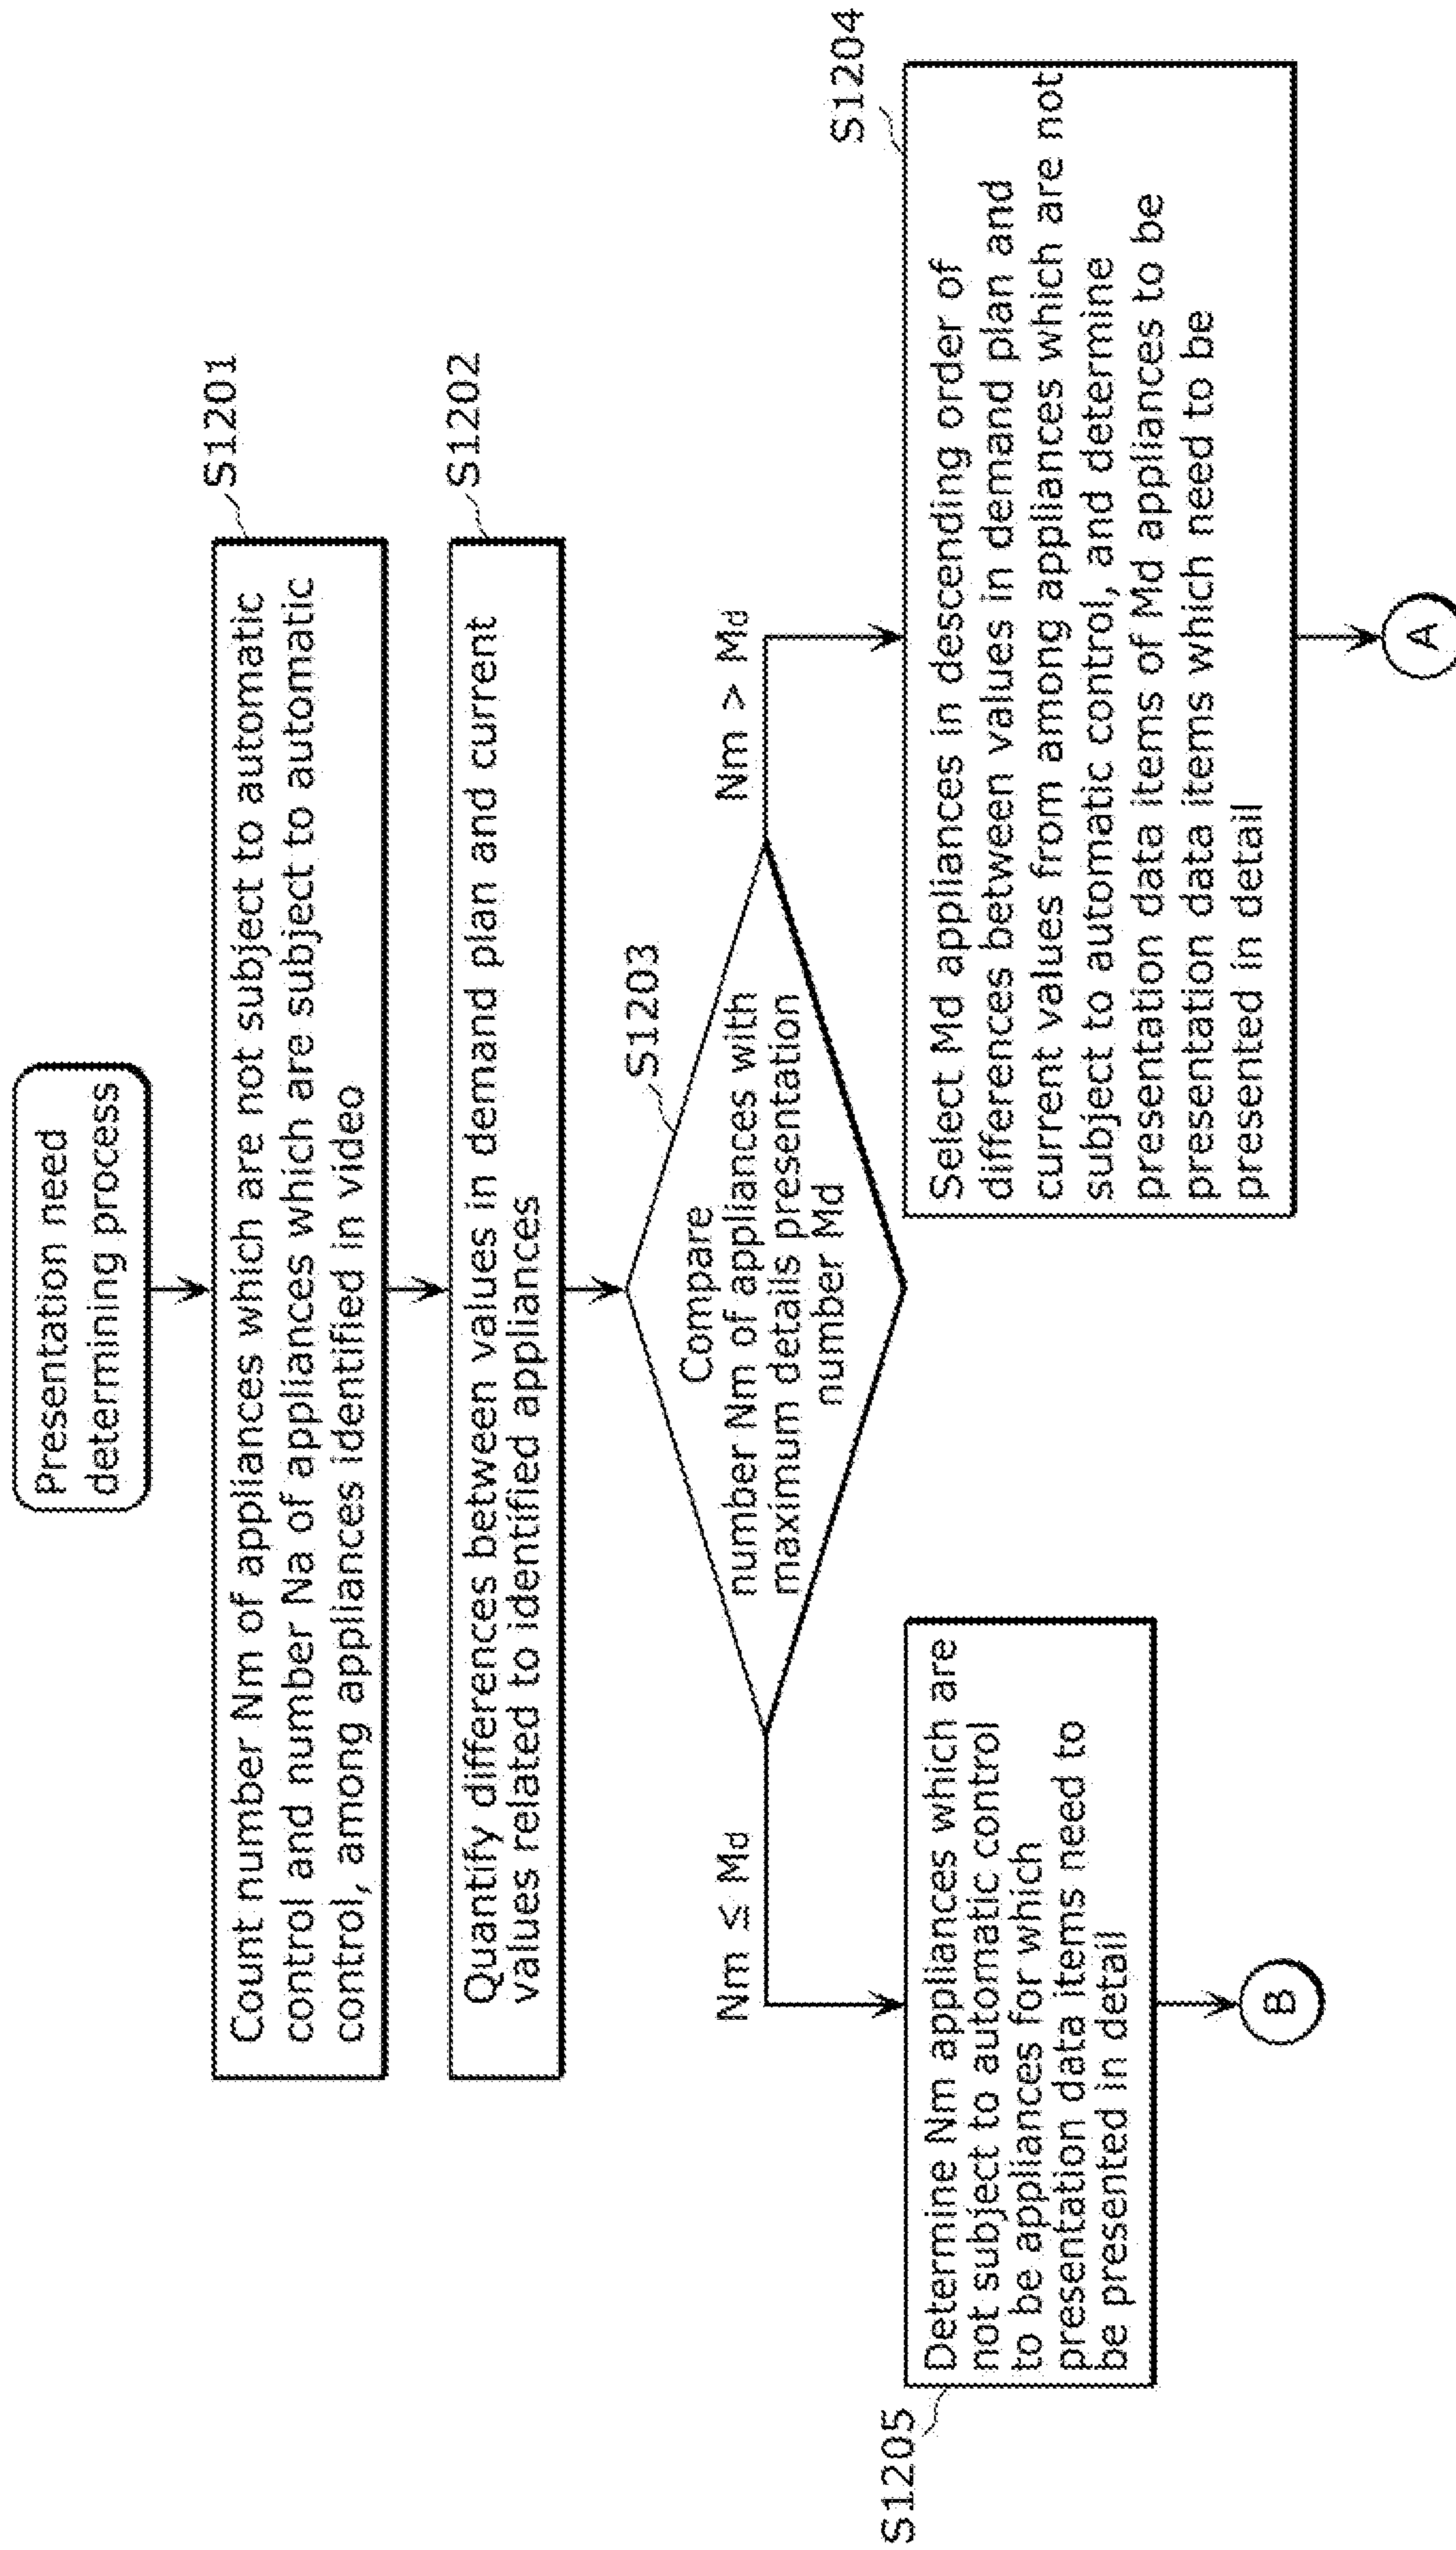 Presentation need
determining process
S1201
Count number Nm of appliances which are not subject to automatic
control and number Na of appliances which are subject to automatic
control, among appliances identified in video
S1202
Quantify differences between values in demand plan and current
values related to identified appliances
S1203
Compare
number Nm of appliances with
maximum details presentation
number Md
Nm ≤ Md
Nm > Md
S1205
Determine Nm appliances which are
not subject to automatic control
to be appliances for which
presentation data items need to
be presented in detail
B
S1204
Select Md appliances in descending order of
differences between values in demand plan and
current values from among appliances which are not
subject to automatic control, and determine
presentation data items of Md appliances to be
presentation data items which need to be
presented in detail
A